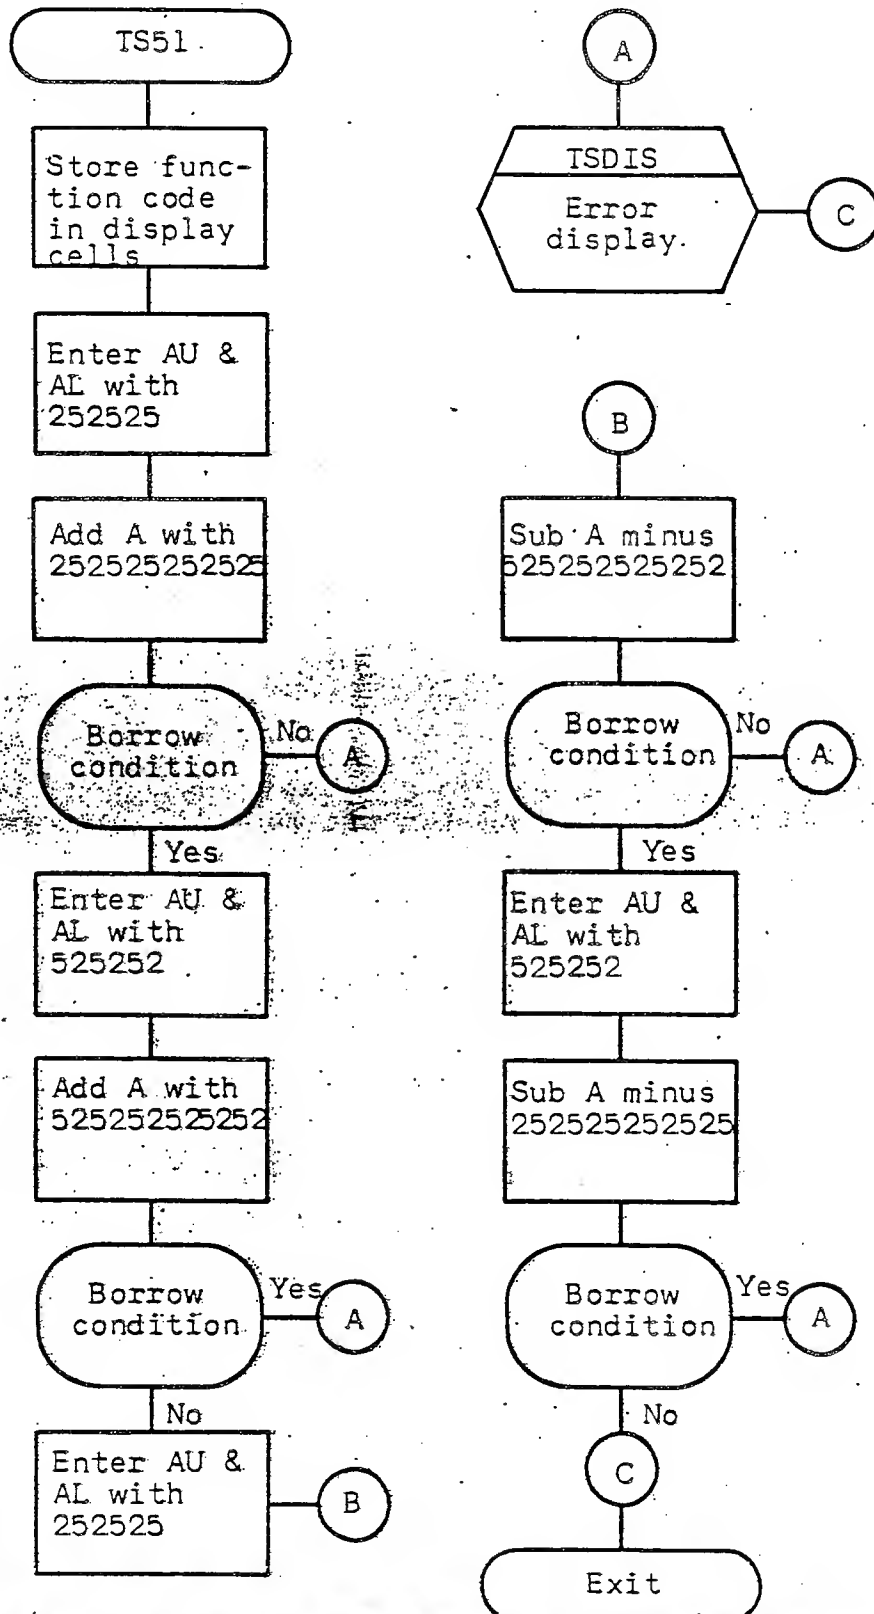 TS51
Store func-
tion code
in display
cells
Enter AU &
AL with
252525
Add A with
252525252525
Borrow
condition
No
A
Yes
Enter AU &
AL with
525252
Add A with
525252525252
Borrow
condition
Yes
A
No
Enter AU &
AL with
252525
B
A
TSDIS
Error
display.
C
B
Sub A minus
525252525252
Borrow
condition
No
A
Yes
Enter AU &
AL with
525252
Sub A minus
252525252525
Borrow
condition
Yes
A
No
C
Exit